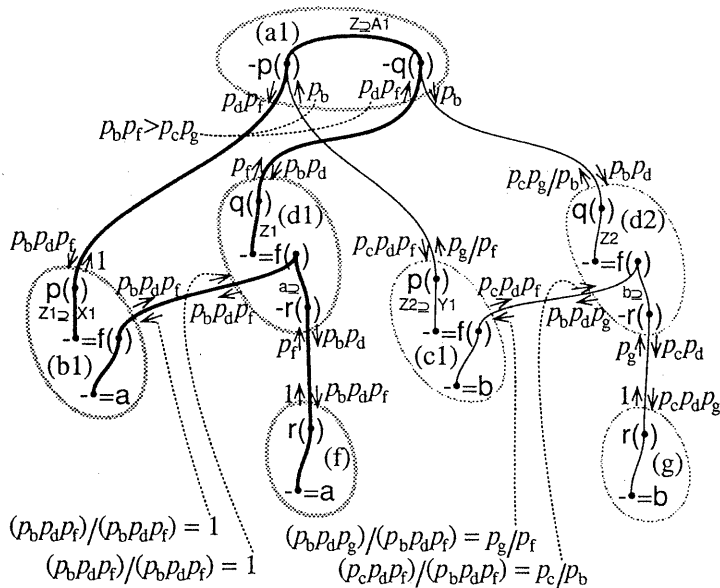 (a1)
Z⊇A1
-p( )
-q( )
p_d p_f
p_b
p_d p_f
p_b
p_b p_f > p_c p_g
p_f
p_b p_d
p_c p_g/p_b
p_b p_d
q( )
(d1)
q( )
(d2)
Z1
Z2
-=f( )
-=f( )
p_b p_d p_f
1
p_c p_d p_f
p_g/p_f
p( )
p_b p_d p_f
a⊇
p( )
p_c p_d p_f
b⊇
Z1⊇ X1
p_b p_d p_f
-r( )
Z2⊇ Y1
p_b p_d p_g
-r( )
-=f( )
p_f
p_b p_d
-=f( )
p_g
p_c p_d
(b1)
(c1)
-=a
1
p_b p_d p_f
-=b
1
p_c p_d p_g
r( )
r( )
(f)
(g)
-=a
-=b
(p_b p_d p_f)/(p_b p_d p_f) = 1
(p_b p_d p_g)/(p_b p_d p_f) = p_g/p_f
(p_b p_d p_f)/(p_b p_d p_f) = 1
(p_c p_d p_f)/(p_b p_d p_f) = p_c/p_b